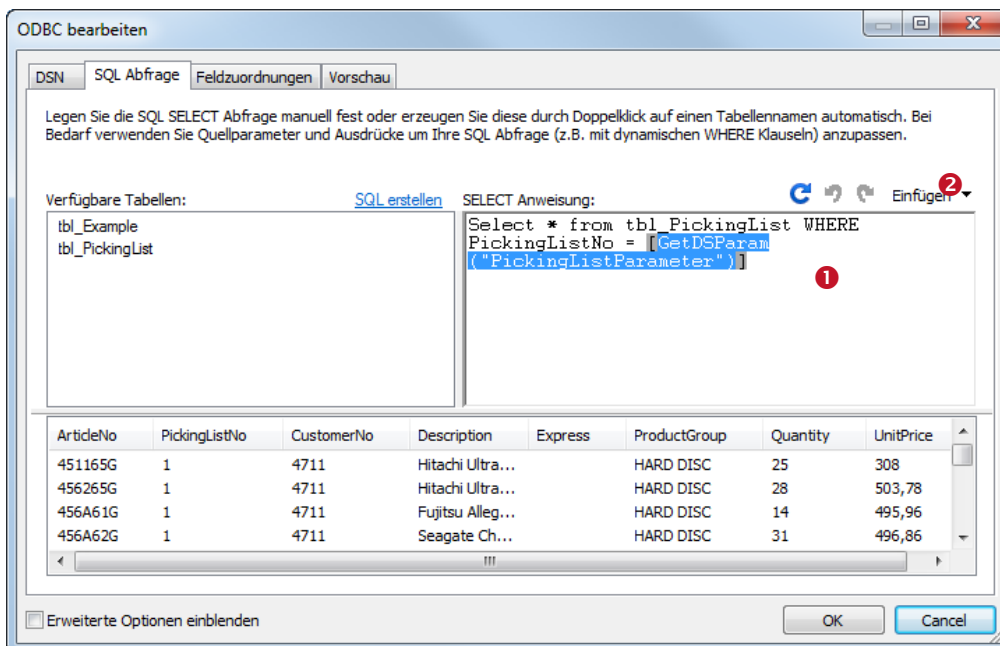 ODBC bearbeiten
DSN SQL Abfrage Feldzuordnungen Vorschau
Legen Sie die SQL SELECT Abfrage manuell fest oder erzeugen Sie diese durch Doppelklick auf einen Tabellennamen automatisch. Bei
Bedarf verwenden Sie Quellparameter und Ausdrücke um Ihre SQL Abfrage (z.B. mit dynamischen WHERE Klauseln) anzupassen.
Verfügbare Tabellen: SQL erstellen SELECT Anweisung: Einfügen 2
tbl_Example
tbl_PickingList
Select * from tbl_PickingList WHERE
PickingListNo = [GetDSParam
("PickingListParameter")]
1
ArticleNo PickingListNo CustomerNo Description Express ProductGroup Quantity UnitPrice
451165G 1 4711 Hitachi Ultra... HARD DISC 25 308
456265G 1 4711 Hitachi Ultra... HARD DISC 28 503,78
456A61G 1 4711 Fujitsu Alleg... HARD DISC 14 495,96
456A62G 1 4711 Seagate Ch... HARD DISC 31 496,86
Erweiterte Optionen einblenden OK Cancel